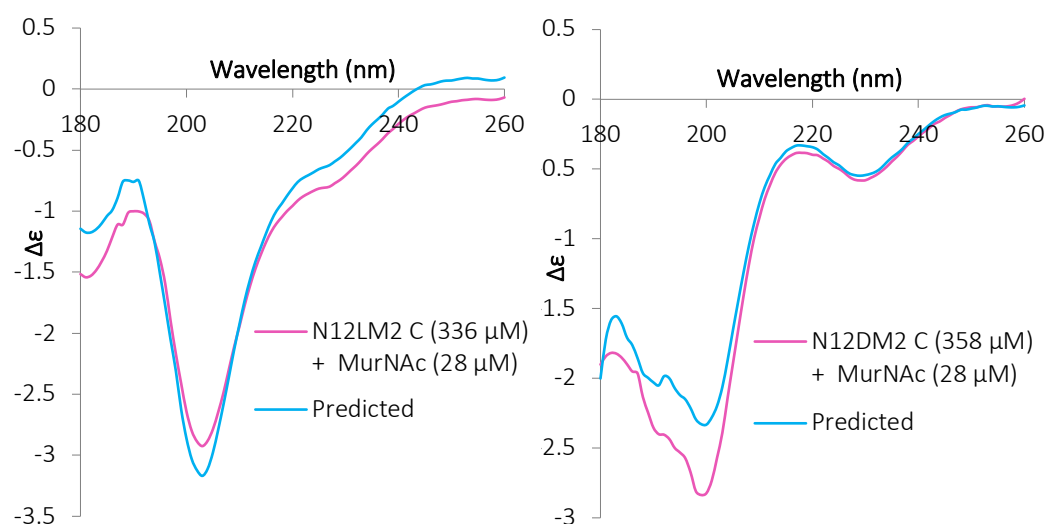 0.5
Wavelength (nm)
0
180
200
220
240
260
-0.5
-1
-1.5
-2
-2.5
-3
-3.5
Δε
N12LM2 C (336 µM)
+ MurNAc (28 µM)
Predicted
0.5
Wavelength (nm)
0
180
200
220
240
260
0.5
-1
1.5
-2
2.5
-3
Δε
N12DM2 C (358 µM)
+ MurNAc (28 µM)
Predicted